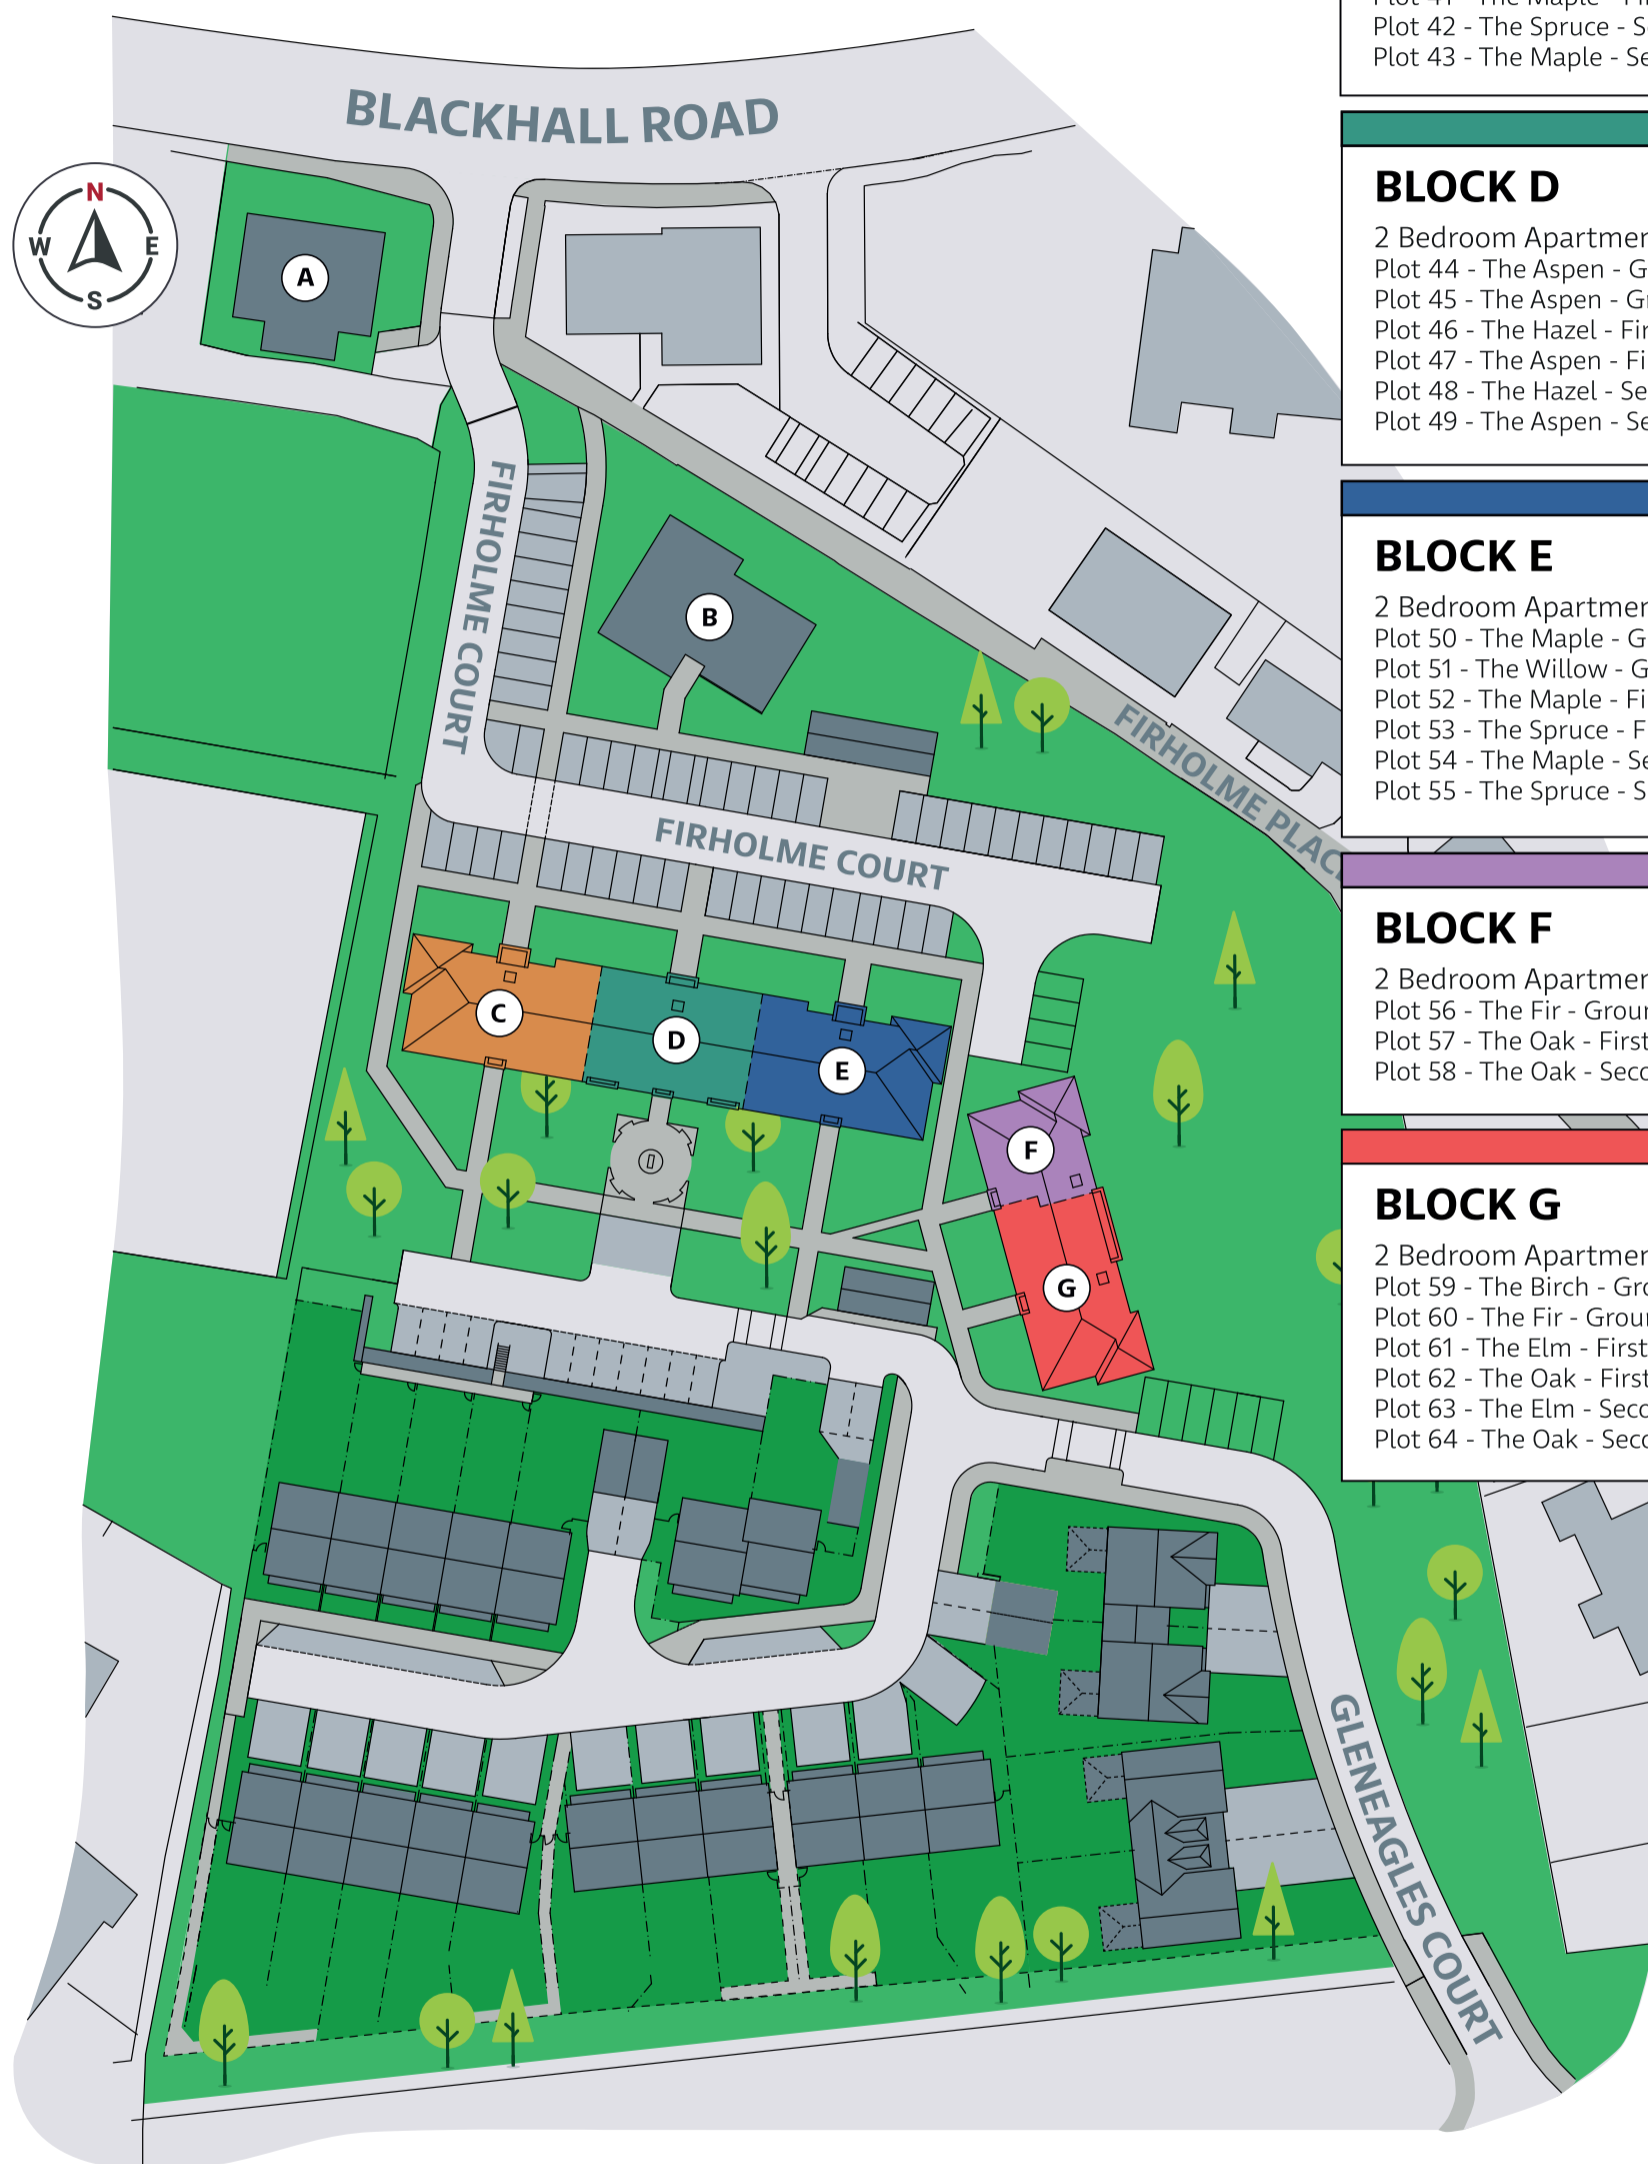 Plot 42 - The Spruce - S
Plot 43 - The Maple - Se
BLACKHALL ROAD
N
W E
S
A
BLOCK D
2 Bedroom Apartmen
Plot 44 - The Aspen - G
Plot 45 - The Aspen - Gr
Plot 46 - The Hazel - Fir
Plot 47 - The Aspen - Fi
Plot 48 - The Hazel - Se
Plot 49 - The Aspen - Se
FIRHOLME COURT
B
BLOCK E
2 Bedroom Apartmen
Plot 50 - The Maple - G
Plot 51 - The Willow - G
Plot 52 - The Maple - Fi
Plot 53 - The Spruce - F
Plot 54 - The Maple - Se
Plot 55 - The Spruce - S
FIRHOLME PLAC
FIRHOLME COURT
C
D
E
BLOCK F
2 Bedroom Apartmen
Plot 56 - The Fir - Groun
Plot 57 - The Oak - First
Plot 58 - The Oak - Seco
F
G
BLOCK G
2 Bedroom Apartmen
Plot 59 - The Birch - Gro
Plot 60 - The Fir - Groun
Plot 61 - The Elm - First
Plot 62 - The Oak - First
Plot 63 - The Elm - Seco
Plot 64 - The Oak - Seco
GLENEAGLES COURT